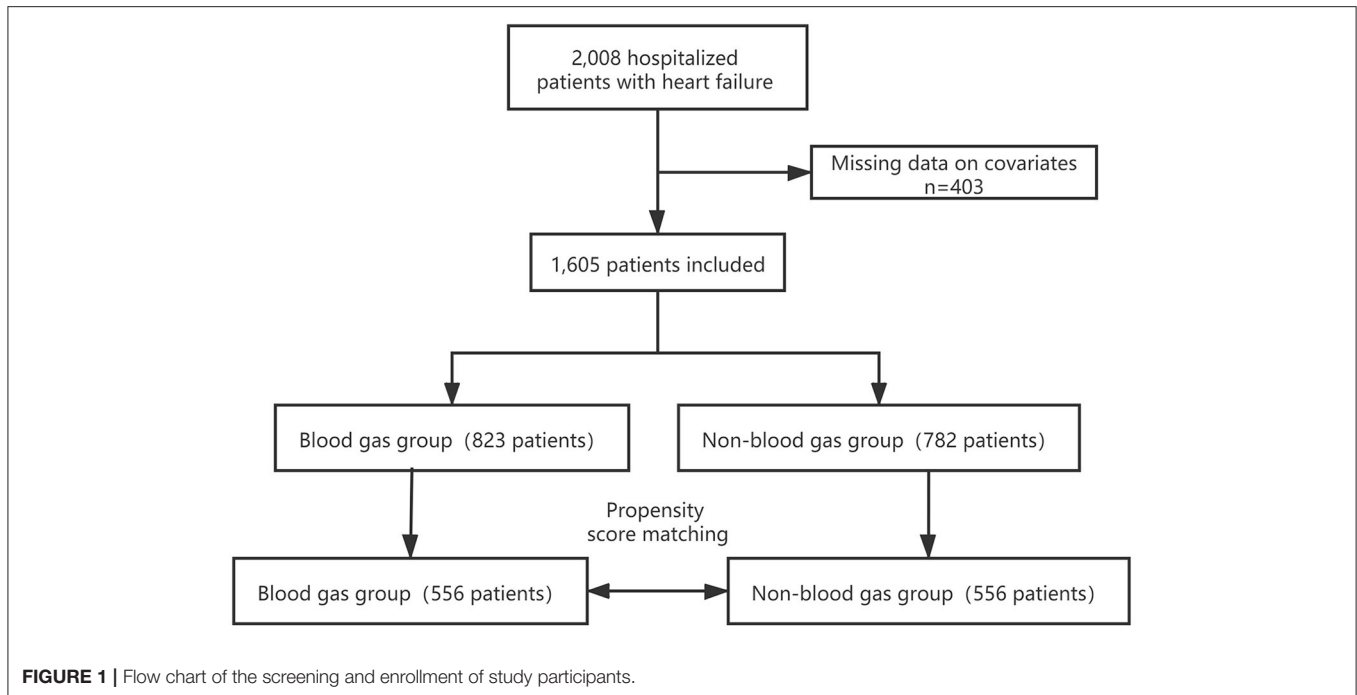 2,008 hospitalized
patients with heart failure
Missing data on covariates
n=403
1,605 patients included
Blood gas group（823 patients）
Non-blood gas group（782 patients）
Propensity
score matching
Blood gas group（556 patients）
Non-blood gas group（556 patients）
FIGURE 1 | Flow chart of the screening and enrollment of study participants.